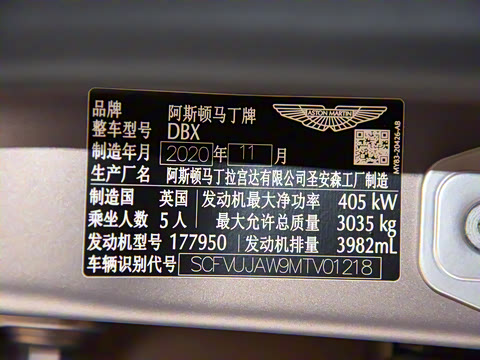 品牌 阿斯顿马丁牌
ASTON MARTIN
整车型号 DBX
制造年月 2020 年 11 月
生产厂名 阿斯顿马丁拉宫达有限公司圣安森工厂制造
制造国 英国 发动机最大净功率 405 kW
乘坐人数 5人 最大允许总质量 3035 kg
发动机型号 177950 发动机排量 3982mL
车辆识别代号 SCFVUJAW9MTV01218
MY83-20426-AB